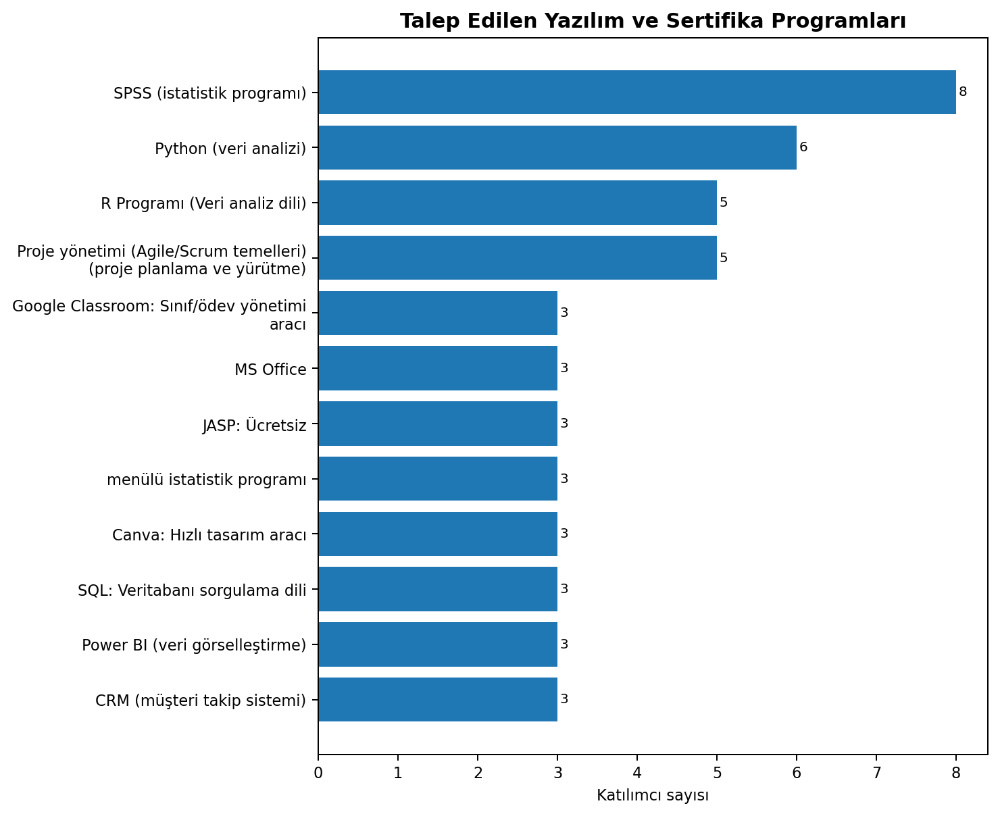 Talep Edilen Yazılım ve Sertifika Programları
SPSS (istatistik programı)
8
Python (veri analizi)
6
R Programı (Veri analiz dili)
5
Proje yönetimi (Agile/Scrum temelleri)
(proje planlama ve yürütme)
5
Google Classroom: Sınıf/ödev yönetimi
aracı
3
MS Office
3
JASP: Ücretsiz
3
menülü istatistik programı
3
Canva: Hızlı tasarım aracı
3
SQL: Veritabanı sorgulama dili
3
Power BI (veri görselleştirme)
3
CRM (müşteri takip sistemi)
3
0 1 2 3 4 5 6 7 8
Katılımcı sayısı